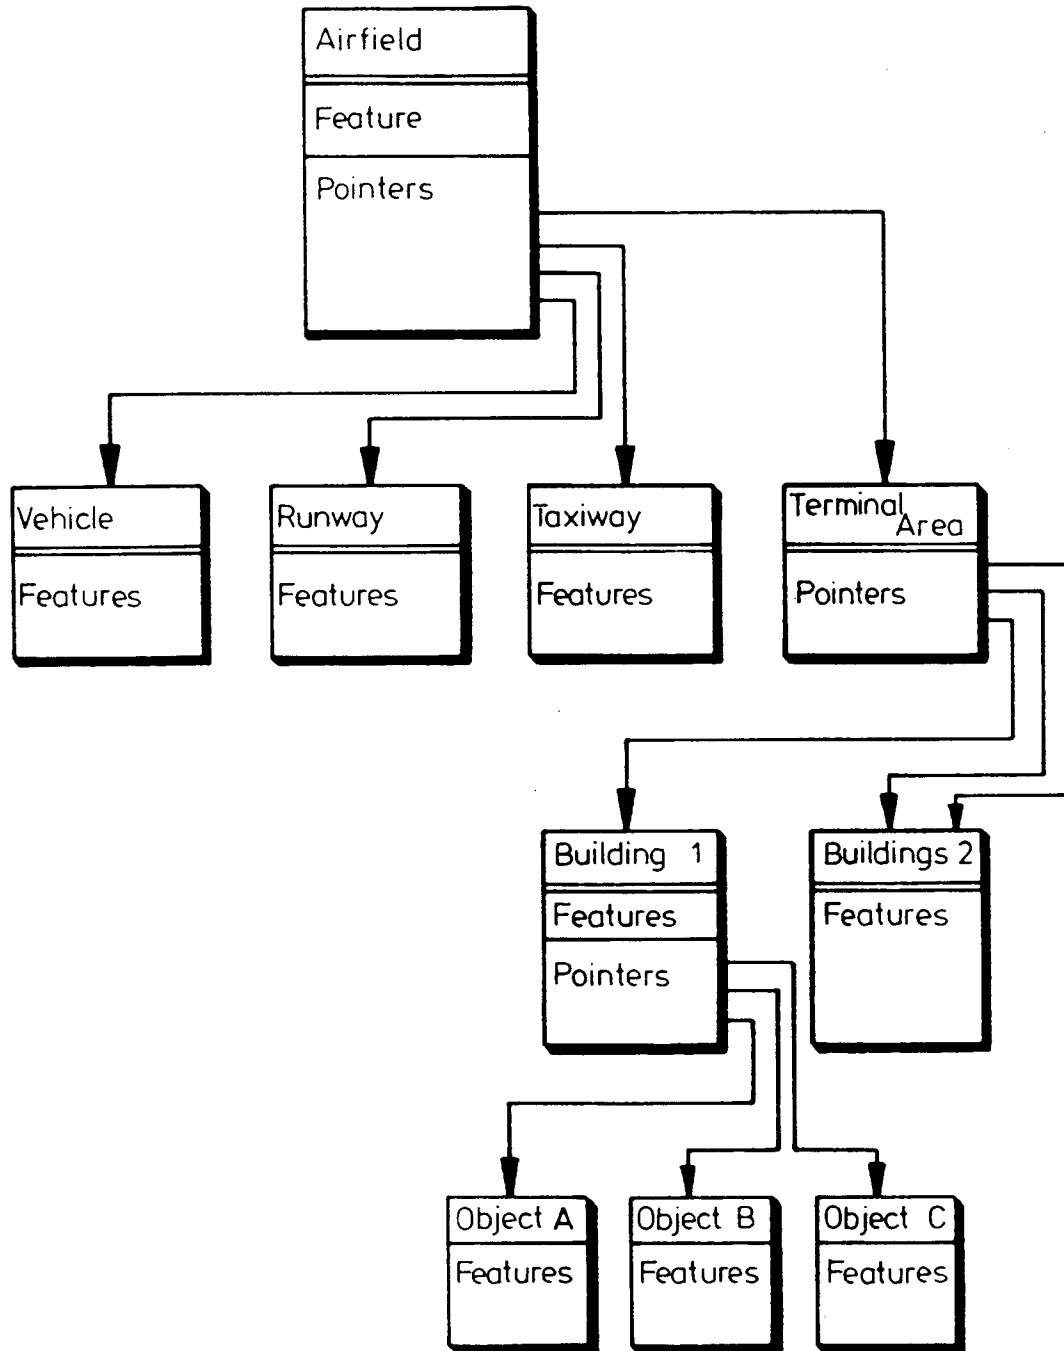 Airfield
Feature
Pointers
Vehicle
Features
Runway
Features
Taxiway
Features
Terminal
Area
Pointers
Building 1
Features
Pointers
Buildings 2
Features
Object A
Features
Object B
Features
Object C
Features